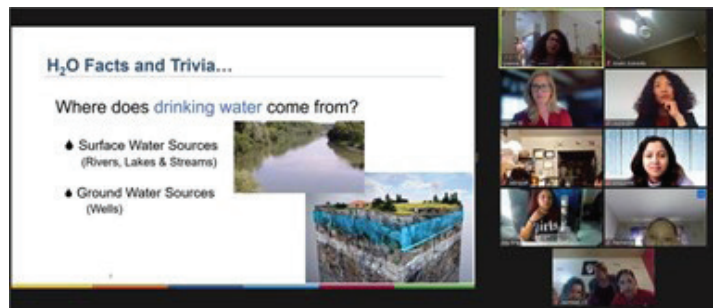 H₂O Facts and Trivia...
Where does drinking water come from?
Surface Water Sources
(Rivers, Lakes & Streams)
Ground Water Sources
(Wells)
girls